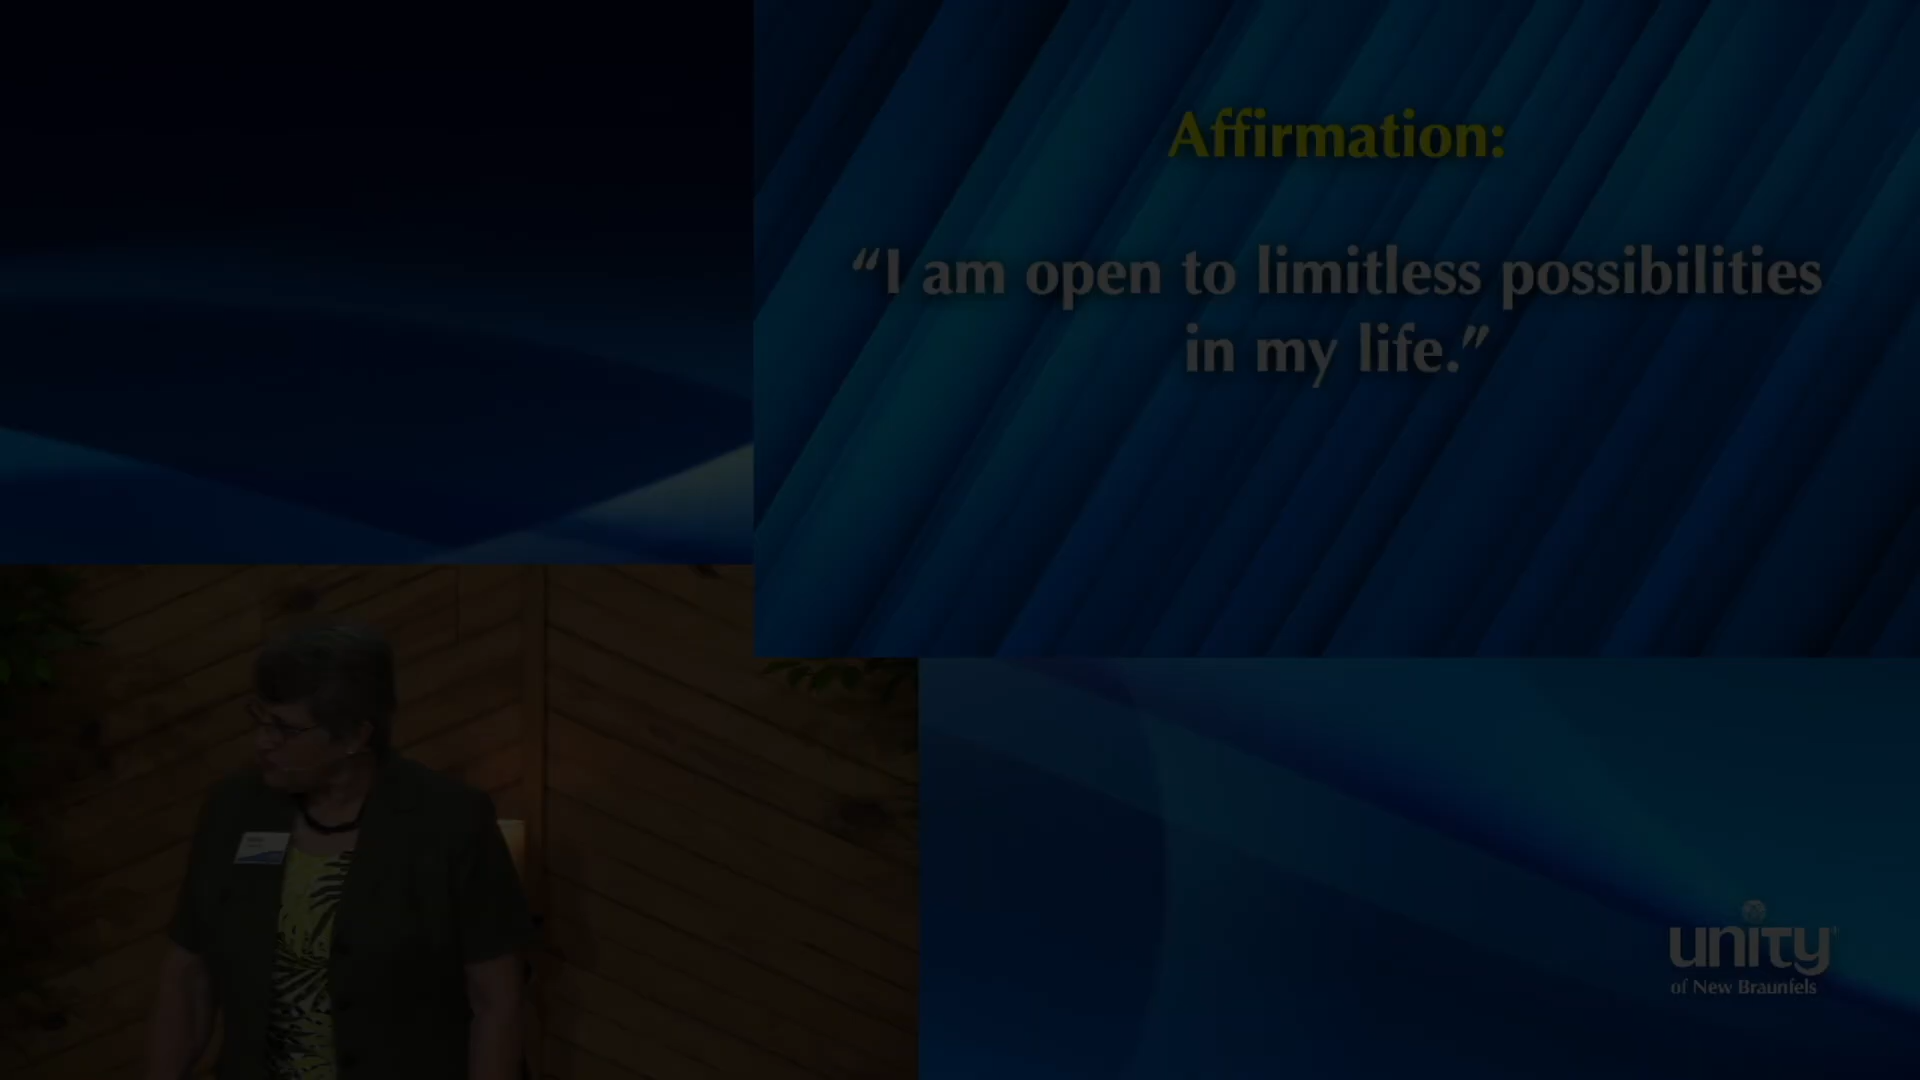 Affirmation:
“I am open to limitless possibilities
in my life.”
unity
of New Braunfels